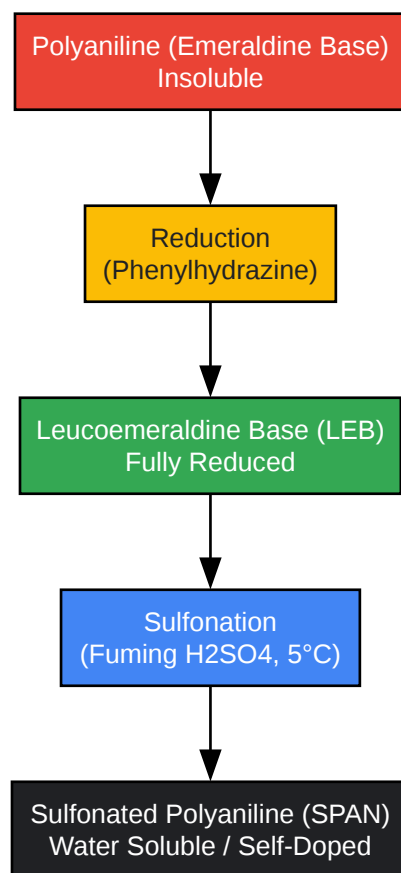 Polyaniline (Emeraldine Base)
Insoluble
Reduction
(Phenylhydrazine)
Leucoemeraldine Base (LEB)
Fully Reduced
Sulfonation
(Fuming H2SO4, 5°C)
Sulfonated Polyaniline (SPAN)
Water Soluble / Self-Doped